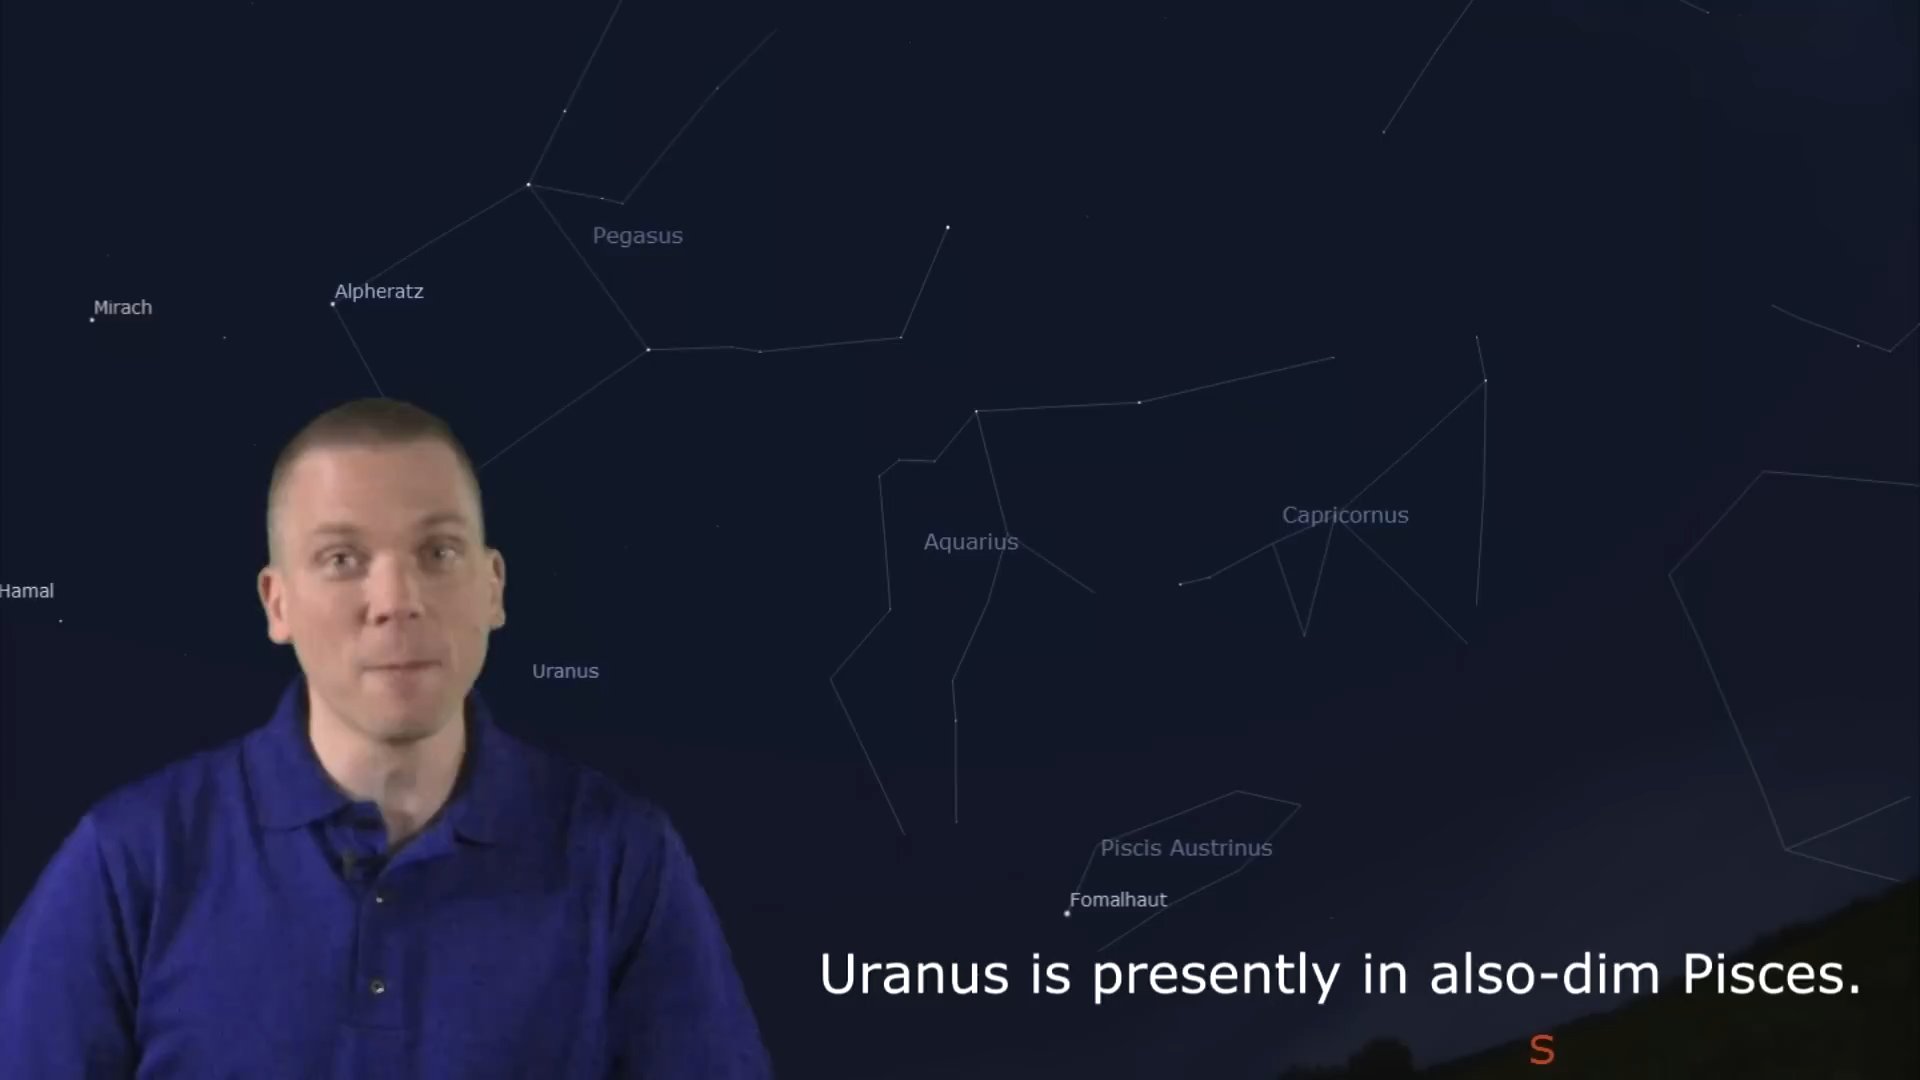 Pegasus
Alpheratz
Mirach
Capricornus
Aquarius
Hamal
Uranus
Piscis Austrinus
Fomalhaut
Uranus is presently in also-dim Pisces.
S